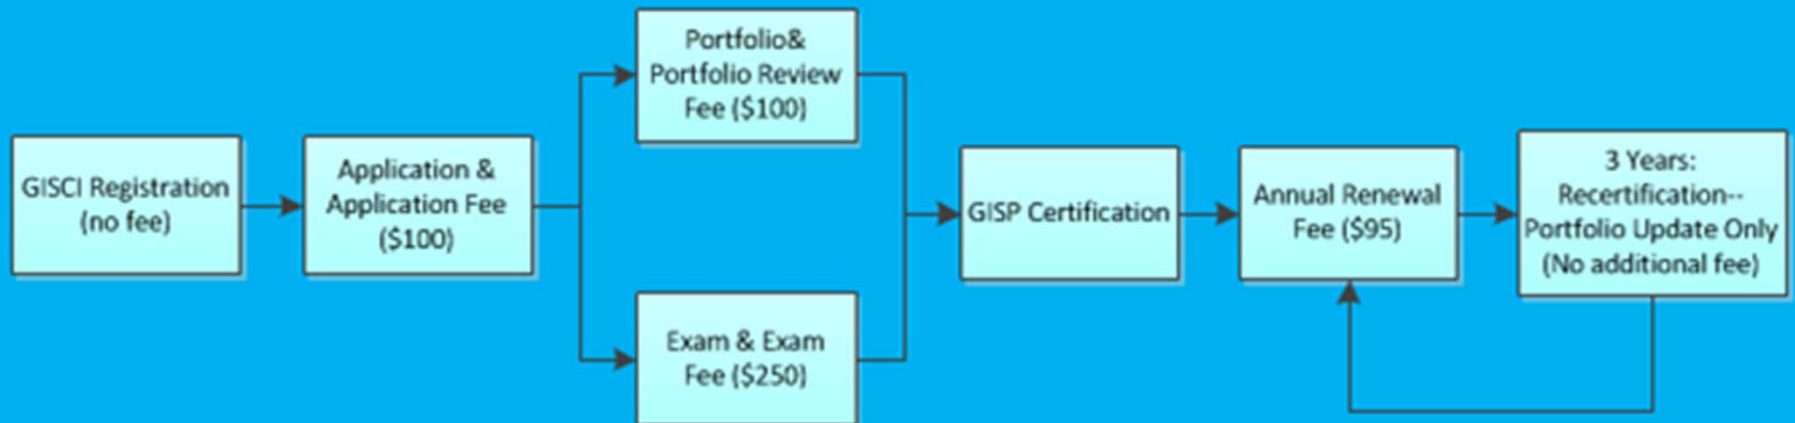 GISCI Registration
(no fee)
Application &
Application Fee
($100)
Portfolio&
Portfolio Review
Fee ($100)
Exam & Exam
Fee ($250)
GISP Certification
Annual Renewal
Fee ($95)
3 Years:
Recertification--
Portfolio Update Only
(No additional fee)